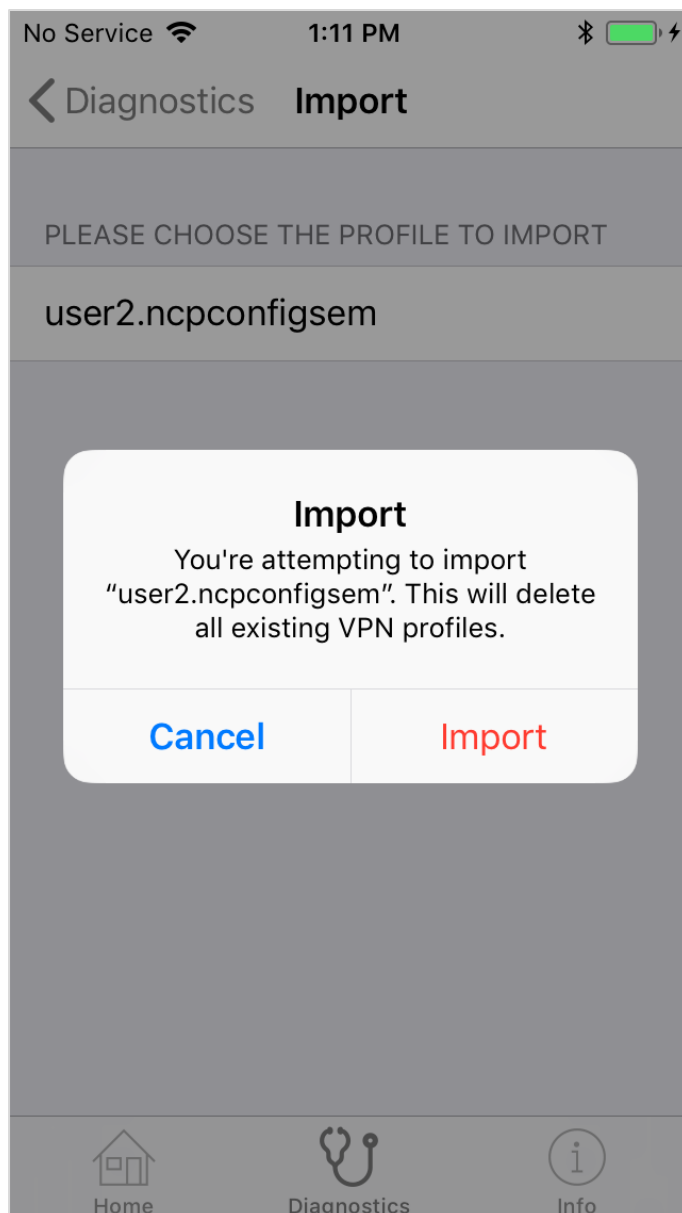 No Service 1:11 PM
Diagnostics Import
PLEASE CHOOSE THE PROFILE TO IMPORT
user2.ncpconfigsem
Import
You're attempting to import
“user2.ncpconfigsem”. This will delete
all existing VPN profiles.
Cancel Import
Home Diagnostics Info